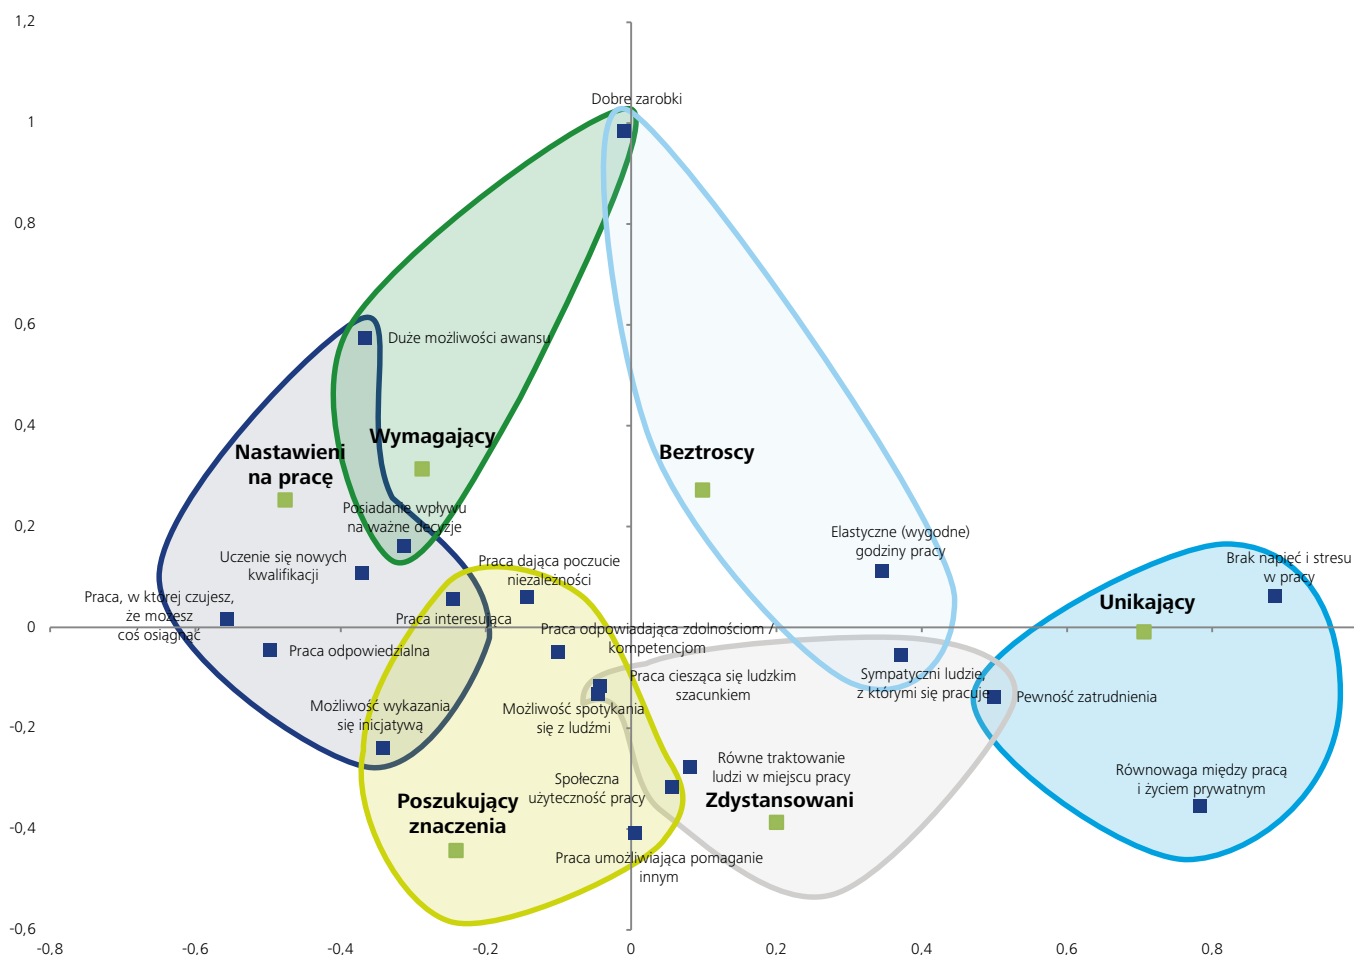 1,2
Dobre zarobki
1
0,8
0,6
Duże możliwości awansu
0,4
Wymagający
Nastawieni
na pracę
Beztroscy
0,2
Posiadanie wpływu
na ważne decyzje
Elastyczne (wygodne)
godziny pracy
Uczenie się nowych
kwalifikacji
Praca dająca poczucie
niezależności
Brak napięć i stresu
w pracy
Praca, w której czujesz,
że możesz
coś osiągnąć
Unikający
0
Praca interesująca
Praca odpowiadająca zdolnościom /
kompetencjom
Praca odpowiedzialna
Praca ciesząca się ludzkim
szacunkiem
Sympatyczni ludzie,
z którymi się pracuje
Pewność zatrudnienia
Możliwość wykazania
się inicjatywą
Możliwość spotykania
się z ludźmi
-0,2
Równe traktowanie
ludzi w miejscu pracy
Społeczna
użyteczność pracy
Równowaga między pracą
i życiem prywatnym
Poszukujący
znaczenia
Zdystansowani
-0,4
Praca umożliwiająca pomaganie
innym
-0,6
-0,8 -0,6 -0,4 -0,2 0 0,2 0,4 0,6 0,8